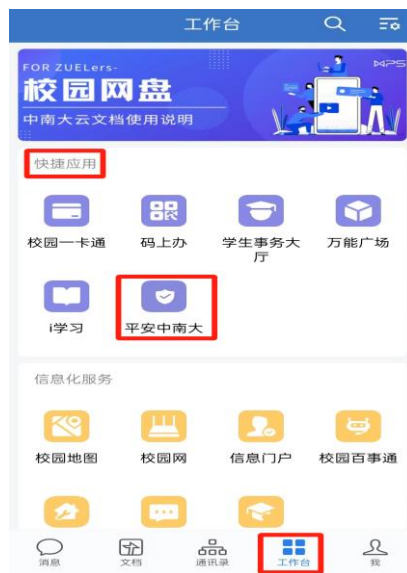 工作台
FOR ZUELers-
WPS
校园网盘
中南大云文档使用说明
快捷应用
校园一卡通
码上办
学生事务大厅
万能广场
i学习
平安中南大
信息化服务
校园地图
校园网
信息门户
校园百事通
消息
文档
通讯录
工作台
我